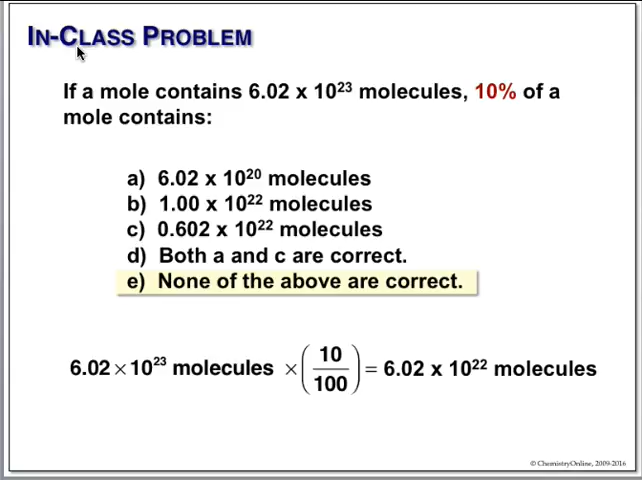 IN-CLASS PROBLEM
If a mole contains 6.02 x 10²³ molecules, 10% of a
mole contains:
a) 6.02 x 10²⁰ molecules
b) 1.00 x 10²² molecules
c) 0.602 x 10²² molecules
d) Both a and c are correct.
e) None of the above are correct.
6.02 × 10²³ molecules × (10/100) = 6.02 x 10²² molecules
© ChemistryOnline, 2009-2016